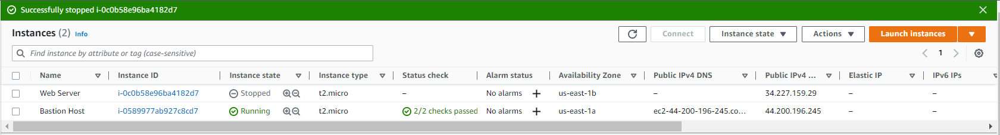 Successfully stopped i-0c0b58e96ba4182d7
Instances (2) Info
Connect Instance state Actions Launch instances
Find instance by attribute or tag (case-sensitive)
1
Name Instance ID Instance state Instance type Status check Alarm status Availability Zone Public IPv4 DNS Public IPv4 ... Elastic IP IPv6 IPs
Web Server i-0c0b58e96ba4182d7 Stopped t2.micro – No alarms + us-east-1b – 34.227.159.29 – –
Bastion Host i-0589977ab927c8cd7 Running t2.micro 2/2 checks passed No alarms + us-east-1a ec2-44-200-196-245.co... 44.200.196.245 – –